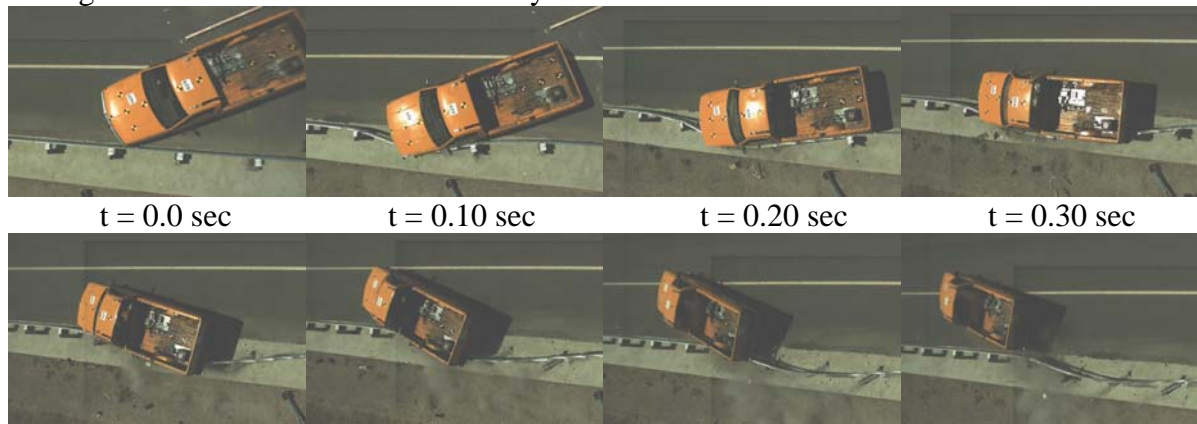 t = 0.0 sec
t = 0.10 sec
t = 0.20 sec
t = 0.30 sec